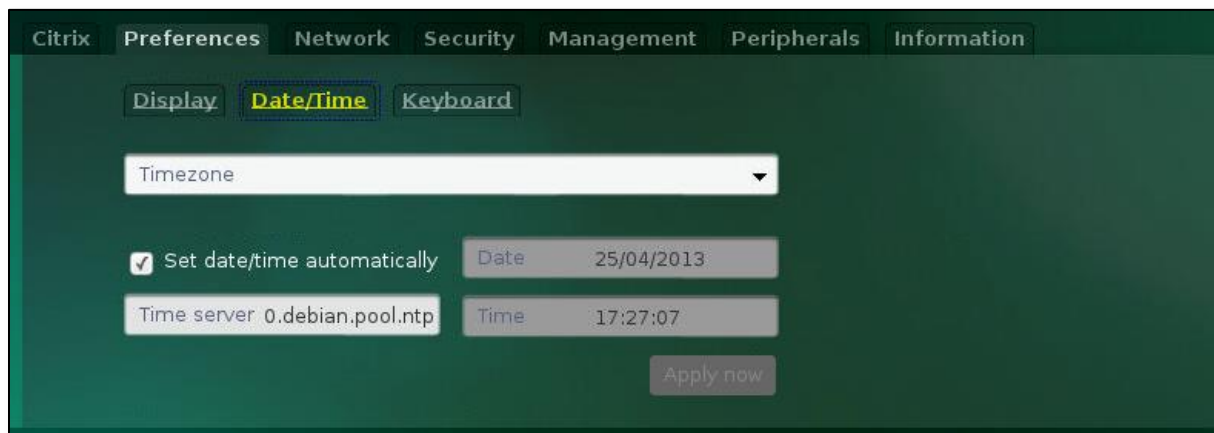 Citrix Preferences Network Security Management Peripherals Information
Display Date/Time Keyboard
Timezone
Set date/time automatically Date 25/04/2013
Time server 0.debian.pool.ntp Time 17:27:07
Apply now